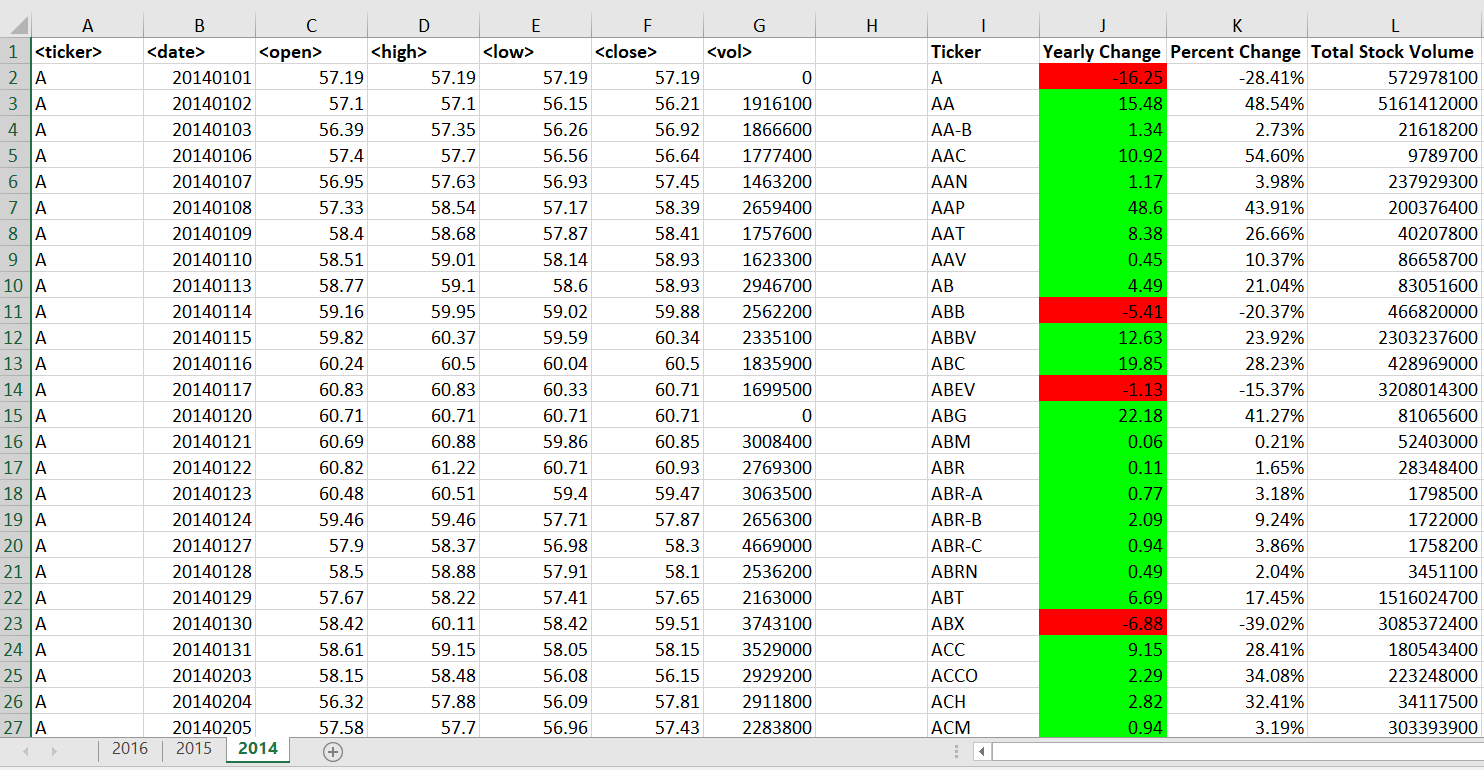 A B C D E F G H I J K L
1 <ticker> <date> <open> <high> <low> <close> <vol> Ticker Yearly Change Percent Change Total Stock Volume
2 A 20140101 57.19 57.19 57.19 57.19 0 A -16.25 -28.41% 572978100
3 A 20140102 57.1 57.1 56.15 56.21 1916100 AA 15.48 48.54% 5161412000
4 A 20140103 56.39 57.35 56.26 56.92 1866600 AA-B 1.34 2.73% 21618200
5 A 20140106 57.4 57.7 56.56 56.64 1777400 AAC 10.92 54.60% 9789700
6 A 20140107 56.95 57.63 56.93 57.45 1463200 AAN 1.17 3.98% 237929300
7 A 20140108 57.33 58.54 57.17 58.39 2659400 AAP 48.6 43.91% 200376400
8 A 20140109 58.4 58.68 57.87 58.41 1757600 AAT 8.38 26.66% 40207800
9 A 20140110 58.51 59.01 58.14 58.93 1623300 AAV 0.45 10.37% 86658700
10 A 20140113 58.77 59.1 58.6 58.93 2946700 AB 4.49 21.04% 83051600
11 A 20140114 59.16 59.95 59.02 59.88 2562200 ABB -5.41 -20.37% 466820000
12 A 20140115 59.82 60.37 59.59 60.34 2335100 ABBV 12.63 23.92% 2303237600
13 A 20140116 60.24 60.5 60.04 60.5 1835900 ABC 19.85 28.23% 428969000
14 A 20140117 60.83 60.83 60.33 60.71 1699500 ABEV -1.13 -15.37% 3208014300
15 A 20140120 60.71 60.71 60.71 60.71 0 ABG 22.18 41.27% 81065600
16 A 20140121 60.69 60.88 59.86 60.85 3008400 ABM 0.06 0.21% 52403000
17 A 20140122 60.82 61.22 60.71 60.93 2769300 ABR 0.11 1.65% 28348400
18 A 20140123 60.48 60.51 59.4 59.47 3063500 ABR-A 0.77 3.18% 1798500
19 A 20140124 59.46 59.46 57.71 57.87 2656300 ABR-B 2.09 9.24% 1722000
20 A 20140127 57.9 58.37 56.98 58.3 4669000 ABR-C 0.94 3.86% 1758200
21 A 20140128 58.5 58.88 57.91 58.1 2536200 ABRN 0.49 2.04% 3451100
22 A 20140129 57.67 58.22 57.41 57.65 2163000 ABT 6.69 17.45% 1516024700
23 A 20140130 58.42 60.11 58.42 59.51 3743100 ABX -6.88 -39.02% 3085372400
24 A 20140131 58.61 59.15 58.05 58.15 3529000 ACC 9.15 28.41% 180543400
25 A 20140203 58.15 58.48 56.08 56.15 2929200 ACCO 2.29 34.08% 223248000
26 A 20140204 56.32 57.88 56.09 57.81 2911800 ACH 2.82 32.41% 34117500
27 A 20140205 57.58 57.7 56.96 57.43 2283800 ACM 0.94 3.19% 303393900
2016 2015 2014